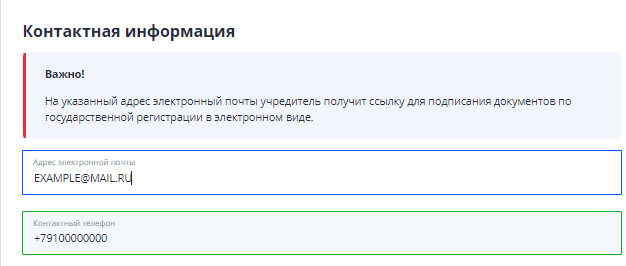 Контактная информация
Важно!
На указанный адрес электронный почты учредитель получит ссылку для подписания документов по
государственной регистрации в электронном виде.
Адрес электронной почты
EXAMPLE@MAIL.RU
Контактный телефон
+79100000000